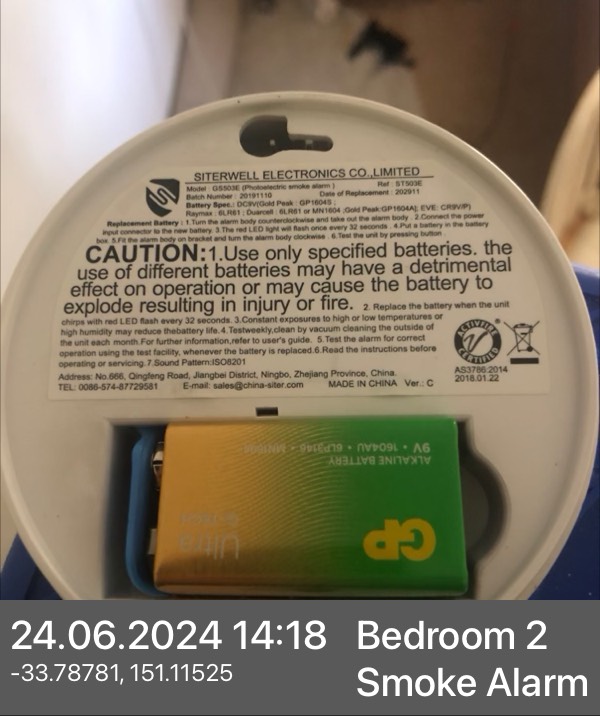 SITERWELL ELECTRONICS CO.,LIMITED
Model : GS503E (Photoelectric smoke alarm ) Ref : ST503E
Batch Number : 20191110 Date of Replacement : 202911
Battery Spec.: DC9V(Gold Peak : GP1604S ;
Raymax : 6LR61 ; Duarcell : 6LR61 or MN1604 ;Gold Peak:GP1604A); EVE: CR9V/P)
Replacement Battery : 1.Turn the alarm body counterclockwise and take out the alarm body . 2.Connect the power
input connector to the new battery. 3.The red LED light will flash once every 32 seconds. 4.Put a battery in the battery
box. 5.Fit the alarm body on bracket and turn the alarm body clockwise . 6.Test the unit by pressing button .
CAUTION:1.Use only specified batteries. the
use of different batteries may have a detrimental
effect on operation or may cause the battery to
explode resulting in injury or fire. 2. Replace the battery when the unit
chirps with red LED flash every 32 seconds. 3.Constant exposures to high or low temperatures or
high humidity may reduce thebattery life. 4.Testweekly,clean by vacuum cleaning the outside of
the unit each month.For further information,refer to user's guide. 5.Test the alarm for correct
operation using the test facility, whenever the battery is replaced.6.Read the instructions before
operating or servicing.7.Sound Pattern:ISO8201
ACTIVFIRE
CERTIFIED
AS3786:2014
2018.01.22
Address: No.666, Qingfeng Road, Jiangbei District, Ningbo, Zhejiang Province, China.
TEL: 0086-574-87729581 E-mail: sales@china-siter.com MADE IN CHINA Ver.: C
GP
Ultra
ALKALINE BATTERY
9V • 1604AU • 6LP3146 •
24.06.2024 14:18 Bedroom 2
-33.78781, 151.11525 Smoke Alarm